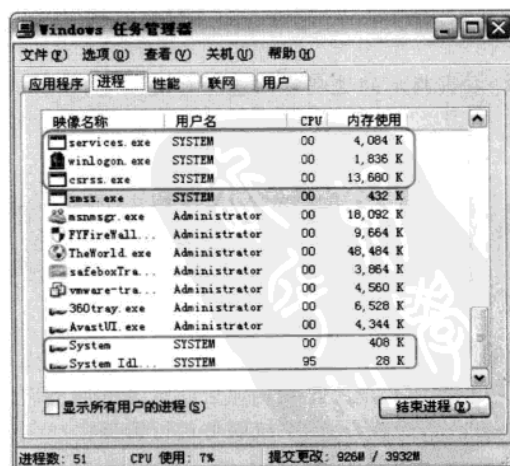 Windows 任务管理器
文件(F) 选项(O) 查看(V) 关机(U) 帮助(H)
应用程序 进程 性能 联网 用户
映像名称 用户名 CPU 内存使用
services.exe SYSTEM 00 4,084 K
winlogon.exe SYSTEM 00 1,836 K
csrss.exe SYSTEM 00 13,680 K
smss.exe SYSTEM 00 432 K
msnmsgr.exe Administrator 00 18,092 K
FYFireWall... Administrator 00 9,664 K
TheWorld.exe Administrator 00 48,484 K
safeboxTra... Administrator 00 3,864 K
vmware-tra... Administrator 00 4,560 K
360tray.exe Administrator 00 6,528 K
AvastUI.exe Administrator 00 4,344 K
System SYSTEM 00 408 K
System Idl... SYSTEM 95 28 K
显示所有用户的进程(S) 结束进程(E)
进程数: 51 CPU 使用: 7% 提交更改: 926M / 3932M